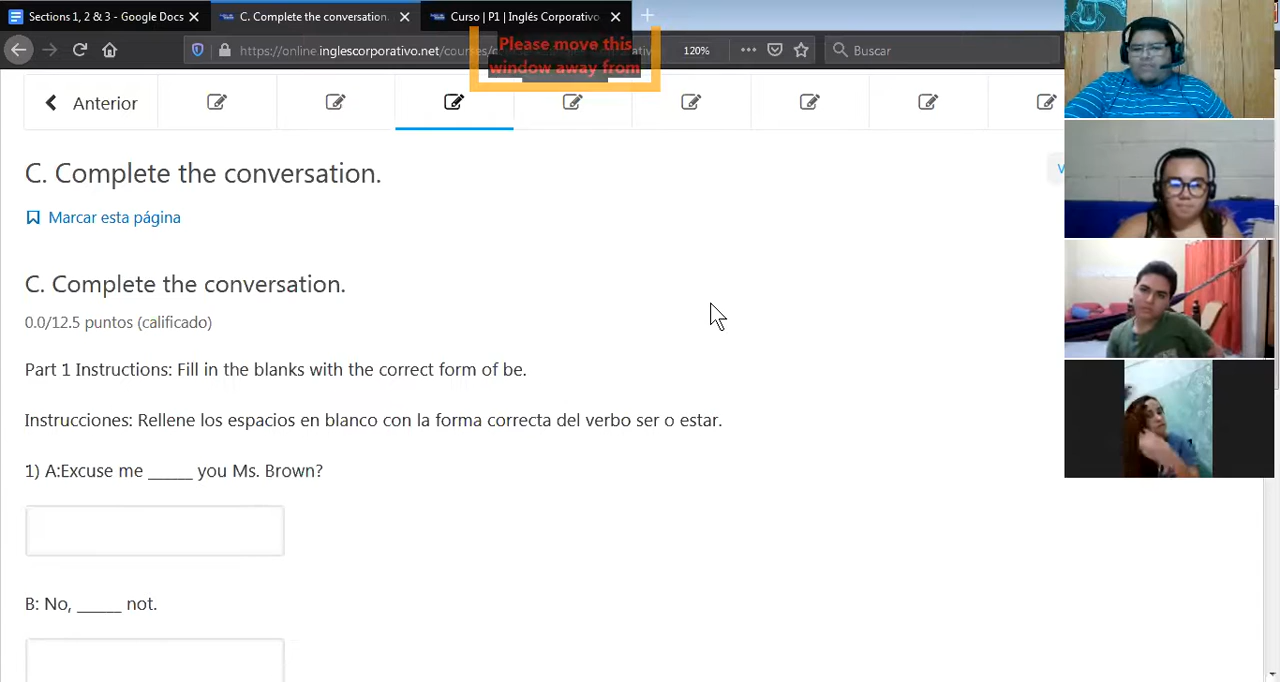 Sections 1, 2 & 3 - Google Docs
C. Complete the conversation.
Curso | P1 | Inglés Corporativo
https://online.inglescorporativo.net/courses/
120%
Buscar
Please move this
window away from
Anterior
C. Complete the conversation.
Marcar esta página
C. Complete the conversation.
0.0/12.5 puntos (calificado)
Part 1 Instructions: Fill in the blanks with the correct form of be.
Instrucciones: Rellene los espacios en blanco con la forma correcta del verbo ser o estar.
1) A:Excuse me _____ you Ms. Brown?
B: No, _____ not.